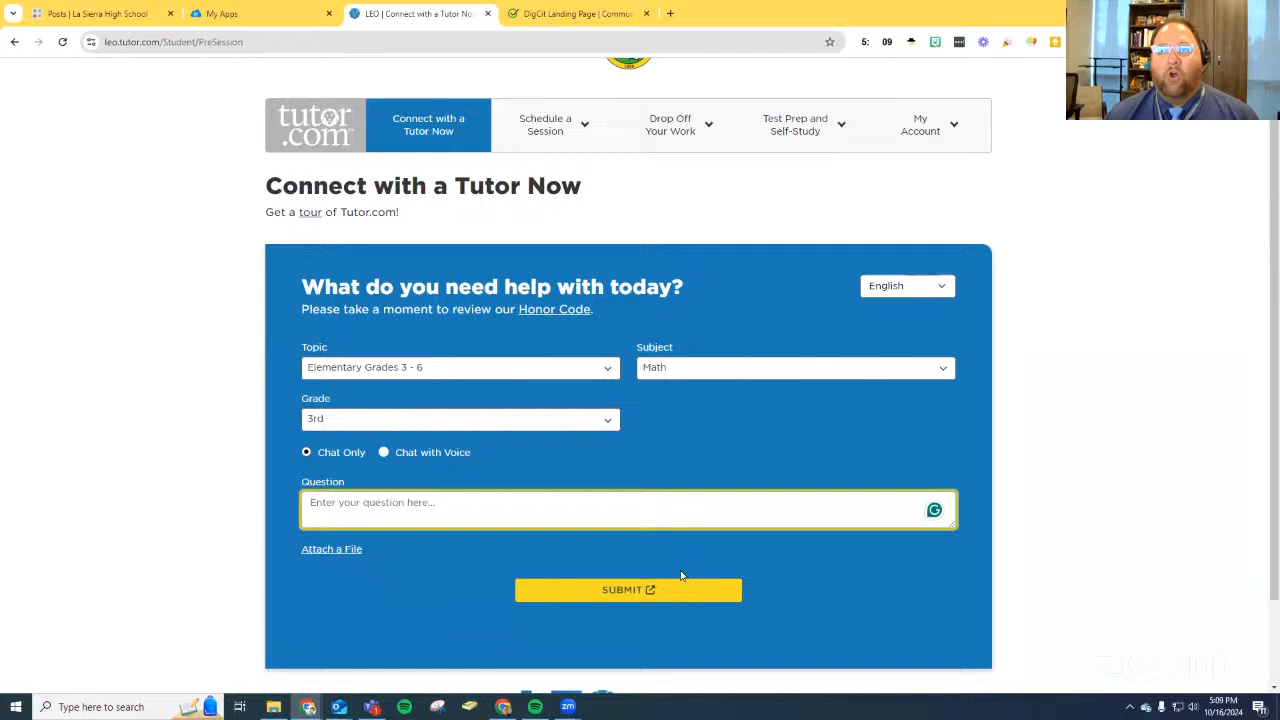 Posts | La Sierra High School
My Apps
LEO | Connect with a Tutor No
DigCit Landing Page | Common
leo.tutor.com/Student/PreSession
5: 09
tutor
.com
Connect with a
Tutor Now
Schedule a
Session
Drop Off
Your Work
Test Prep and
Self-Study
My
Account
Connect with a Tutor Now
Get a tour of Tutor.com!
What do you need help with today?
English
Please take a moment to review our Honor Code.
Topic
Subject
Elementary Grades 3 - 6
Math
Grade
3rd
Chat Only
Chat with Voice
Question
Enter your question here...
Attach a File
SUBMIT
Type here to search
5:09 PM
10/16/2024